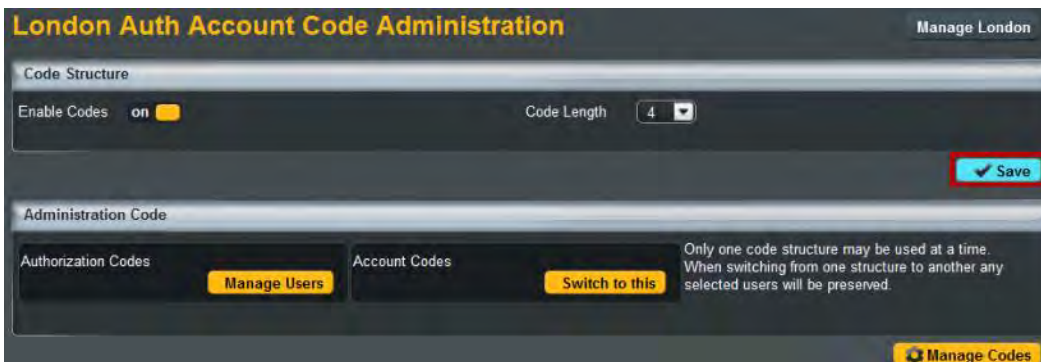 London Auth Account Code Administration
Manage London
Code Structure
Enable Codes on
Code Length 4
Save
Administration Code
Authorization Codes
Manage Users
Account Codes
Switch to this
Only one code structure may be used at a time.
When switching from one structure to another any
selected users will be preserved.
Manage Codes